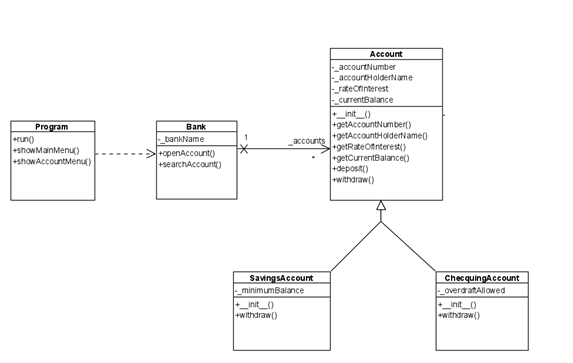 Account
-_accountNumber
-_accountHolderName
-_rateOfInterest
-_currentBalance
+__init__()
+getAccountNumber()
+getAccountHolderName()
+getRateOfInterest()
+getCurrentBalance()
+deposit()
+withdraw()
Program
+run()
+showMainMenu()
+showAccountMenu()
Bank
-_bankName
+openAccount()
+searchAccount()
1
_accounts
*
SavingsAccount
-_minimumBalance
+__init__()
+withdraw()
ChecquingAccount
-_overdraftAllowed
+__init__()
+withdraw()